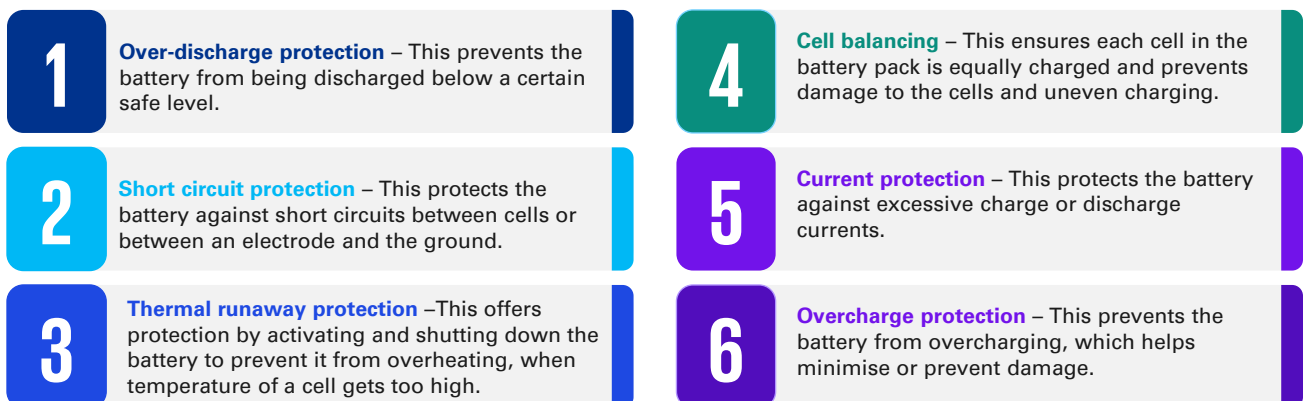 1
Over-discharge protection – This prevents the
battery from being discharged below a certain
safe level.
2
Short circuit protection – This protects the
battery against short circuits between cells or
between an electrode and the ground.
3
Thermal runaway protection –This offers
protection by activating and shutting down the
battery to prevent it from overheating, when
temperature of a cell gets too high.
4
Cell balancing – This ensures each cell in the
battery pack is equally charged and prevents
damage to the cells and uneven charging.
5
Current protection – This protects the battery
against excessive charge or discharge
currents.
6
Overcharge protection – This prevents the
battery from overcharging, which helps
minimise or prevent damage.